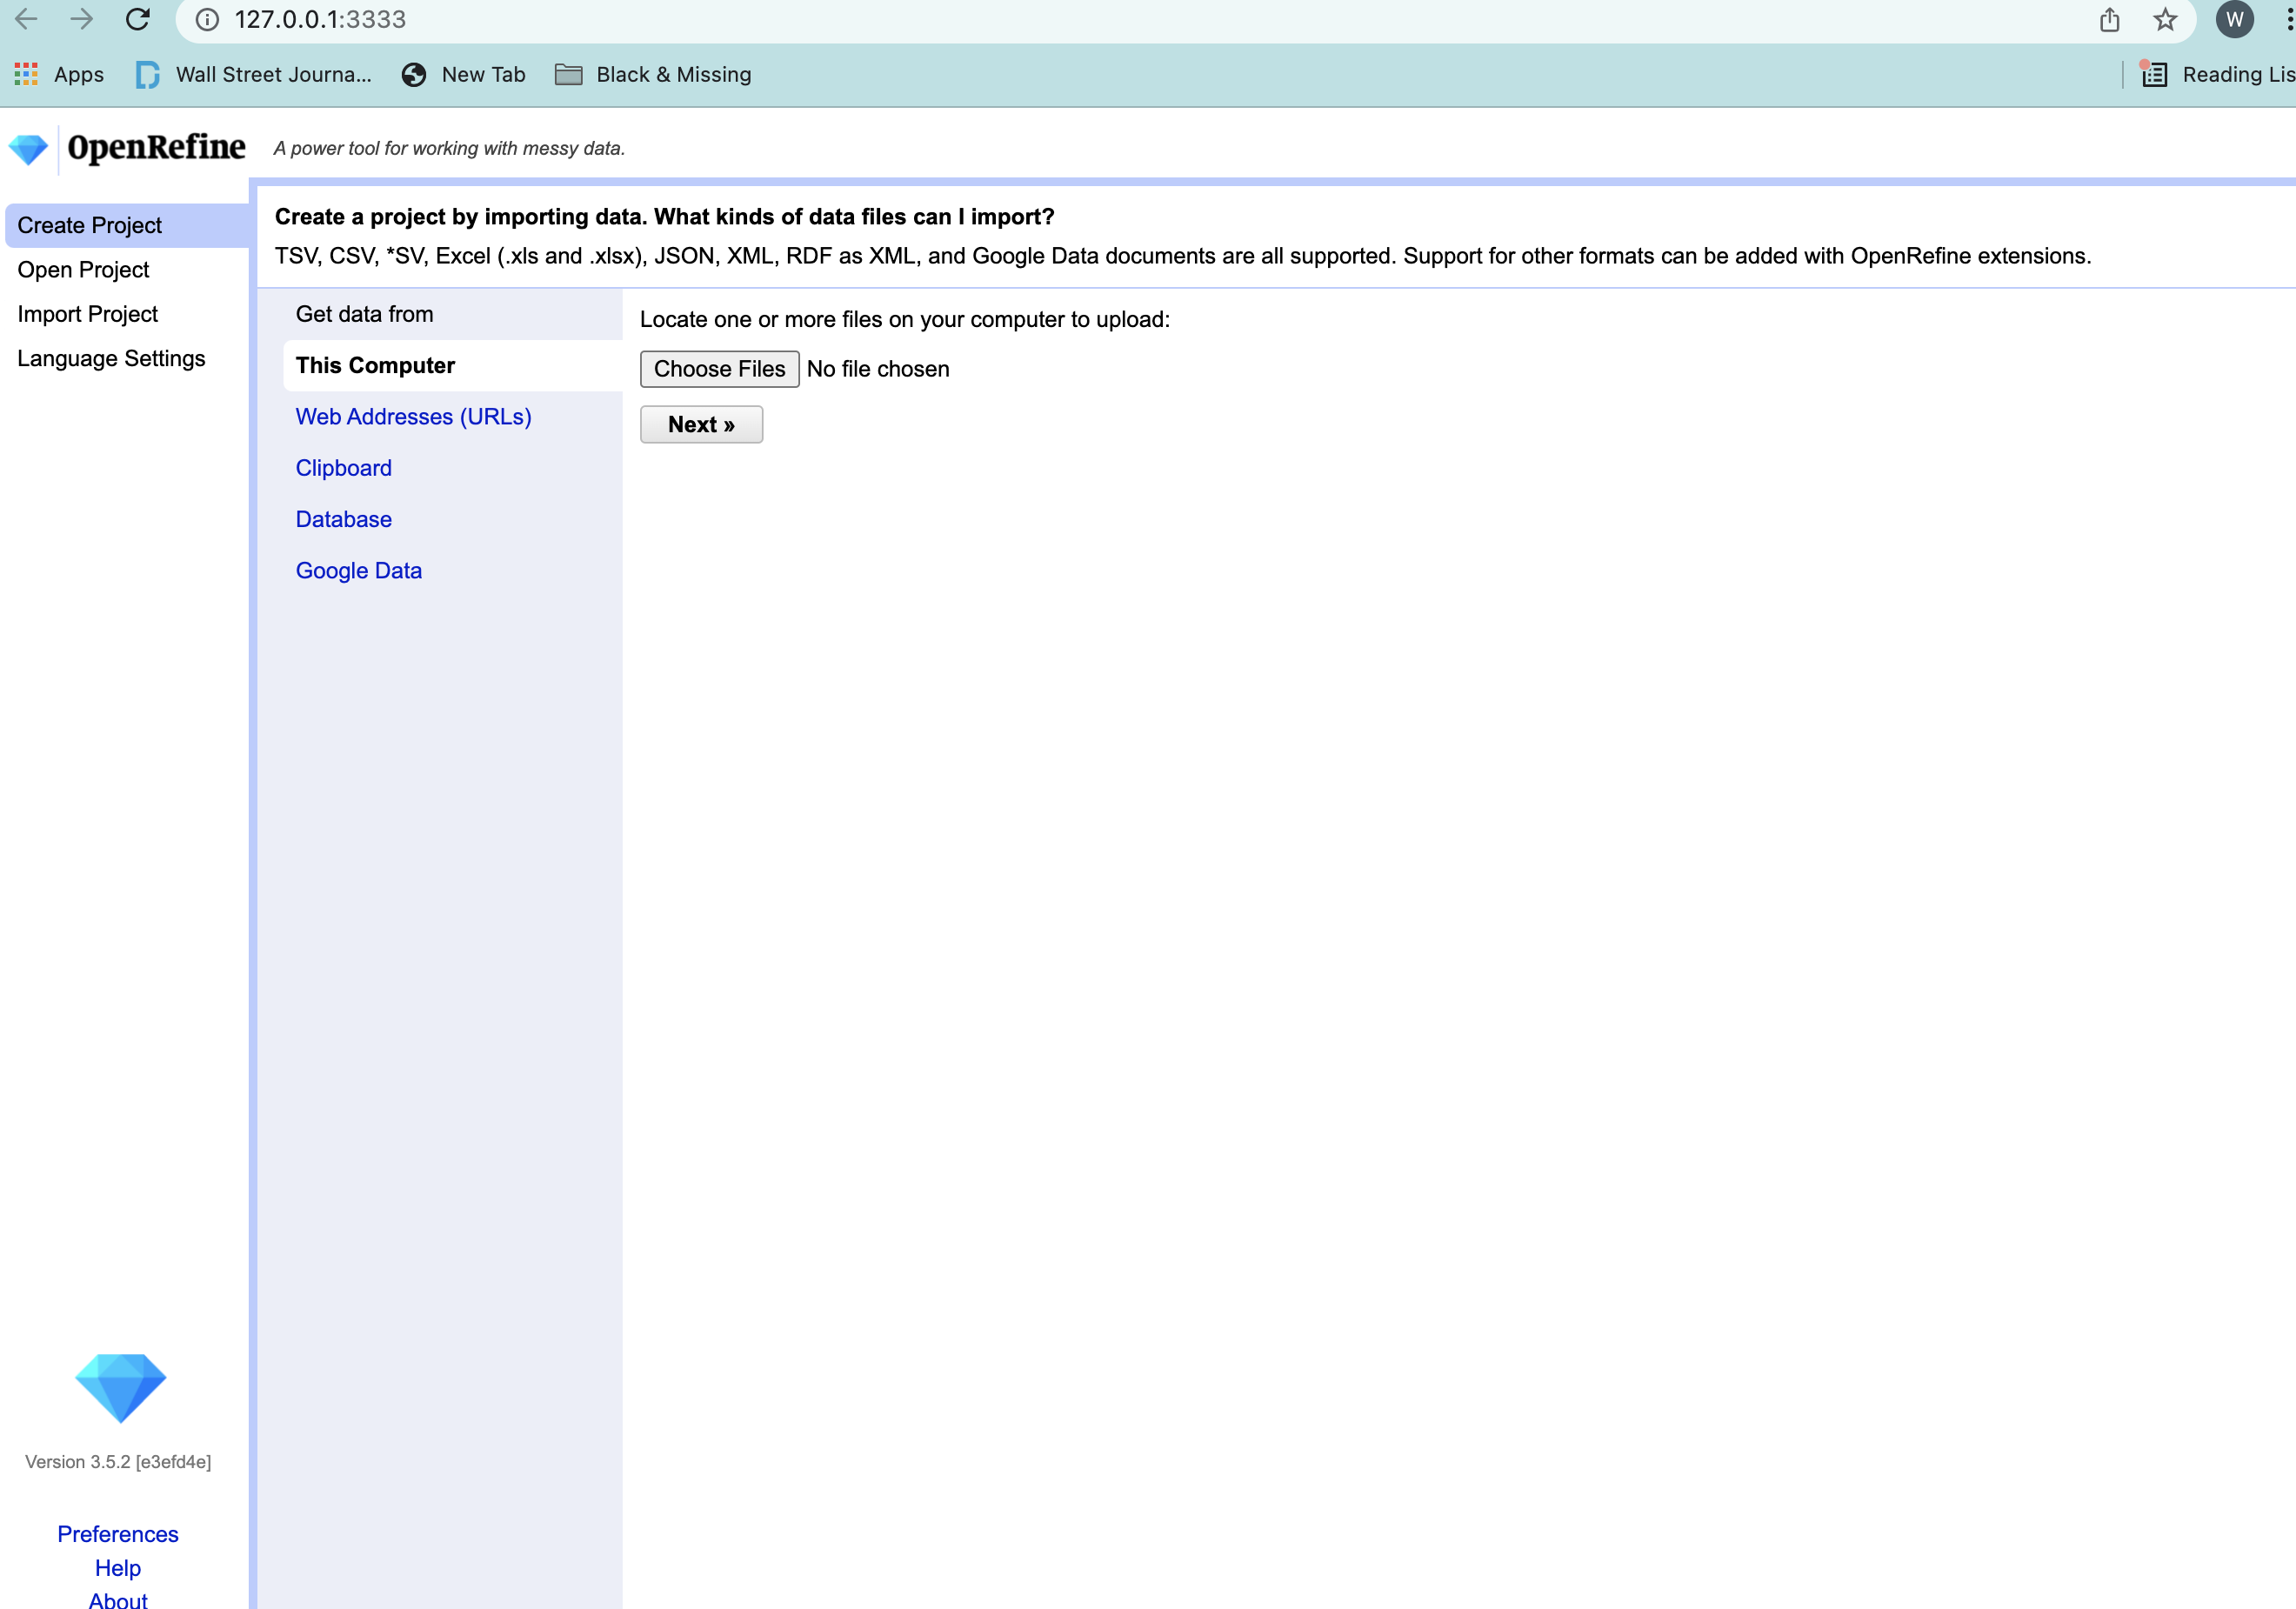 127.0.0.1:3333
W
Apps
Wall Street Journa...
New Tab
Black & Missing
Reading Lis
OpenRefine
A power tool for working with messy data.
Create Project
Open Project
Import Project
Language Settings
Create a project by importing data. What kinds of data files can I import?
TSV, CSV, *SV, Excel (.xls and .xlsx), JSON, XML, RDF as XML, and Google Data documents are all supported. Support for other formats can be added with OpenRefine extensions.
Get data from
This Computer
Web Addresses (URLs)
Clipboard
Database
Google Data
Locate one or more files on your computer to upload:
Choose Files No file chosen
Next »
Version 3.5.2 [e3efd4e]
Preferences
Help
About